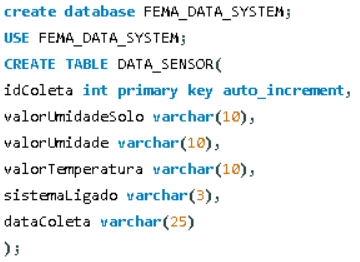 create database FEMA_DATA_SYSTEM;
USE FEMA_DATA_SYSTEM;
CREATE TABLE DATA_SENSOR(
idColeta int primary key auto_increment,
valorUmidadeSolo varchar(10),
valorUmidade varchar(10),
valorTemperatura varchar(10),
sistemaLigado varchar(3),
dataColeta varchar(25)
);